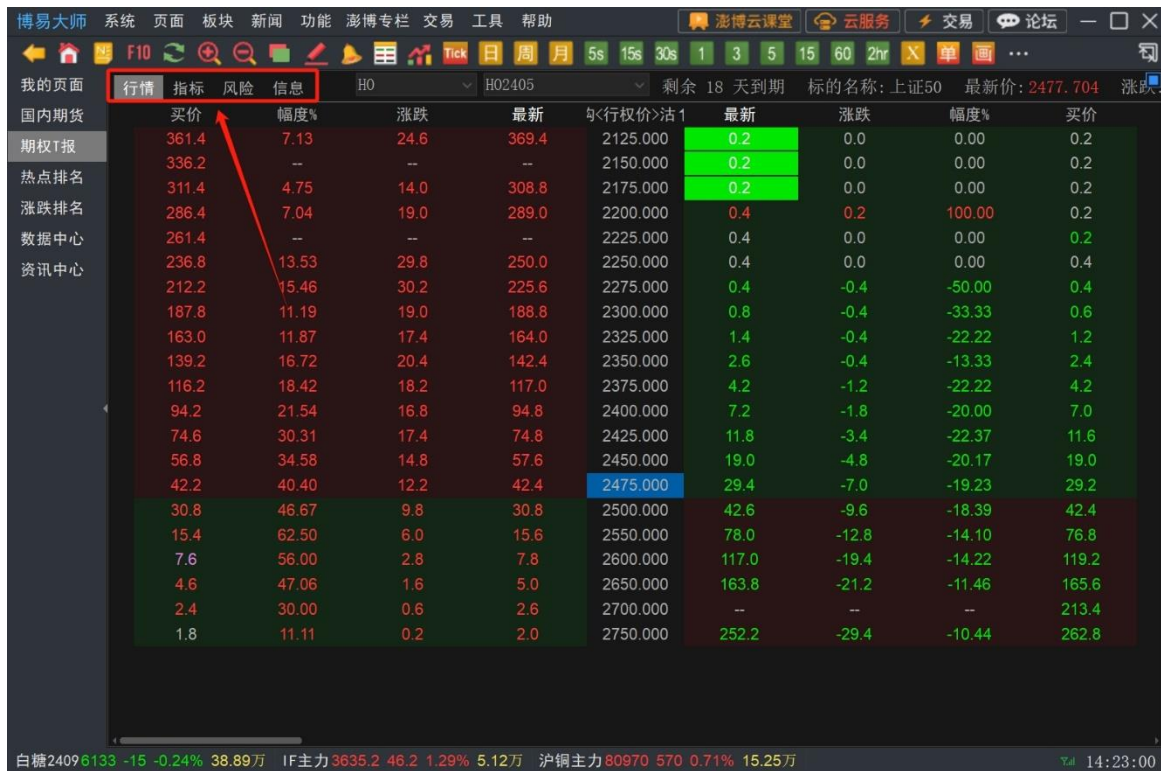 博易大师 系统 页面 板块 新闻 功能 澎博专栏 交易 工具 帮助 澎博云课堂 云服务 交易 论坛
F10 Tick 日 周 月 5s 15s 30s 1 3 5 15 60 2hr X 单 画 ···
我的页面 行情 指标 风险 信息 HO HO2405 剩余 18 天到期 标的名称: 上证50 最新价: 2477.704 涨跌:
国内期货 买价 幅度% 涨跌 最新 <行权价>沽 最新 涨跌 幅度% 买价
期权T报 361.4 7.13 24.6 369.4 2125.000 0.2 0.0 0.00 0.2
336.2 -- -- -- 2150.000 0.2 0.0 0.00 0.2
热点排名 311.4 4.75 14.0 308.8 2175.000 0.2 0.0 0.00 0.2
涨跌排名 286.4 7.04 19.0 289.0 2200.000 0.4 0.2 100.00 0.2
数据中心 261.4 -- -- -- 2225.000 0.4 0.0 0.00 0.2
资讯中心 236.8 13.53 29.8 250.0 2250.000 0.4 0.0 0.00 0.4
212.2 15.46 30.2 225.6 2275.000 0.4 -0.4 -50.00 0.4
187.8 11.19 19.0 188.8 2300.000 0.8 -0.4 -33.33 0.6
163.0 11.87 17.4 164.0 2325.000 1.4 -0.4 -22.22 1.2
139.2 16.72 20.4 142.4 2350.000 2.6 -0.4 -13.33 2.4
116.2 18.42 18.2 117.0 2375.000 4.2 -1.2 -22.22 4.2
94.2 21.54 16.8 94.8 2400.000 7.2 -1.8 -20.00 7.0
74.6 30.31 17.4 74.8 2425.000 11.8 -3.4 -22.37 11.6
56.8 34.58 14.8 57.6 2450.000 19.0 -4.8 -20.17 19.0
42.2 40.40 12.2 42.4 2475.000 29.4 -7.0 -19.23 29.2
30.8 46.67 9.8 30.8 2500.000 42.6 -9.6 -18.39 42.4
15.4 62.50 6.0 15.6 2550.000 78.0 -12.8 -14.10 76.8
7.6 56.00 2.8 7.8 2600.000 117.0 -19.4 -14.22 119.2
4.6 47.06 1.6 5.0 2650.000 163.8 -21.2 -11.46 165.6
2.4 30.00 0.6 2.6 2700.000 -- -- -- 213.4
1.8 11.11 0.2 2.0 2750.000 252.2 -29.4 -10.44 262.8
白糖2409 6133 -15 -0.24% 38.89万 IF主力 3635.2 46.2 1.29% 5.12万 沪铜主力 80970 570 0.71% 15.25万 14:23:00